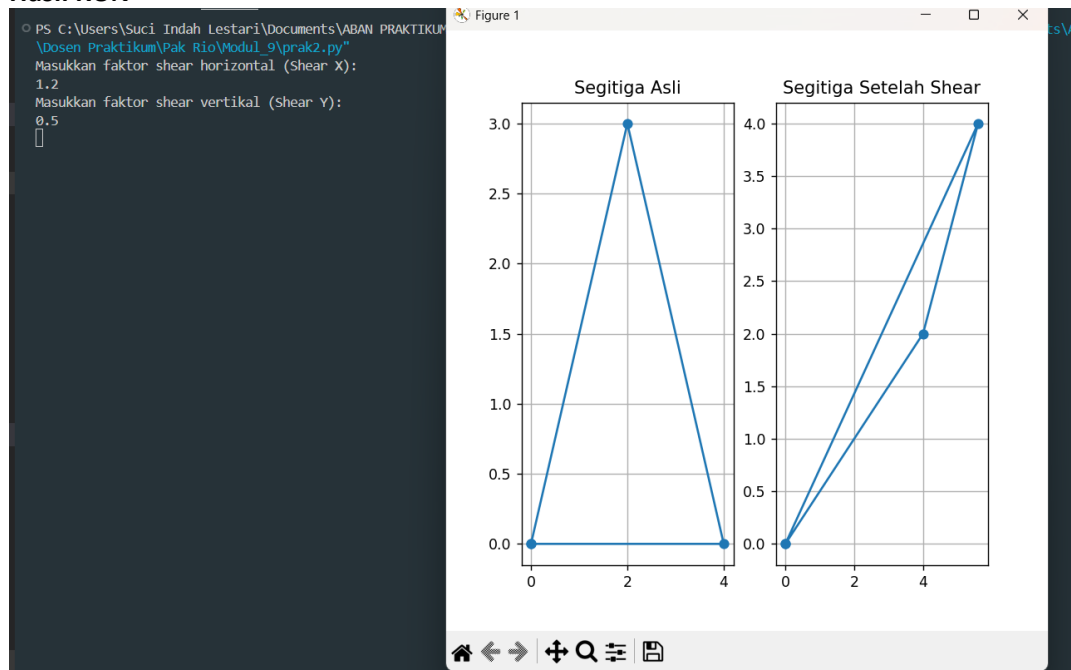 PS C:\Users\Suci Indah Lestari\Documents\ABAN PRAKTIKUM
\Dosen Praktikum\Pak Rio\Modul_9\prak2.py"
Masukkan faktor shear horizontal (Shear X):
1.2
Masukkan faktor shear vertikal (Shear Y):
0.5
Figure 1
Segitiga Asli
3.0
2.5
2.0
1.5
1.0
0.5
0.0
0 2 4
Segitiga Setelah Shear
4.0
3.5
3.0
2.5
2.0
1.5
1.0
0.5
0.0
0 2 4